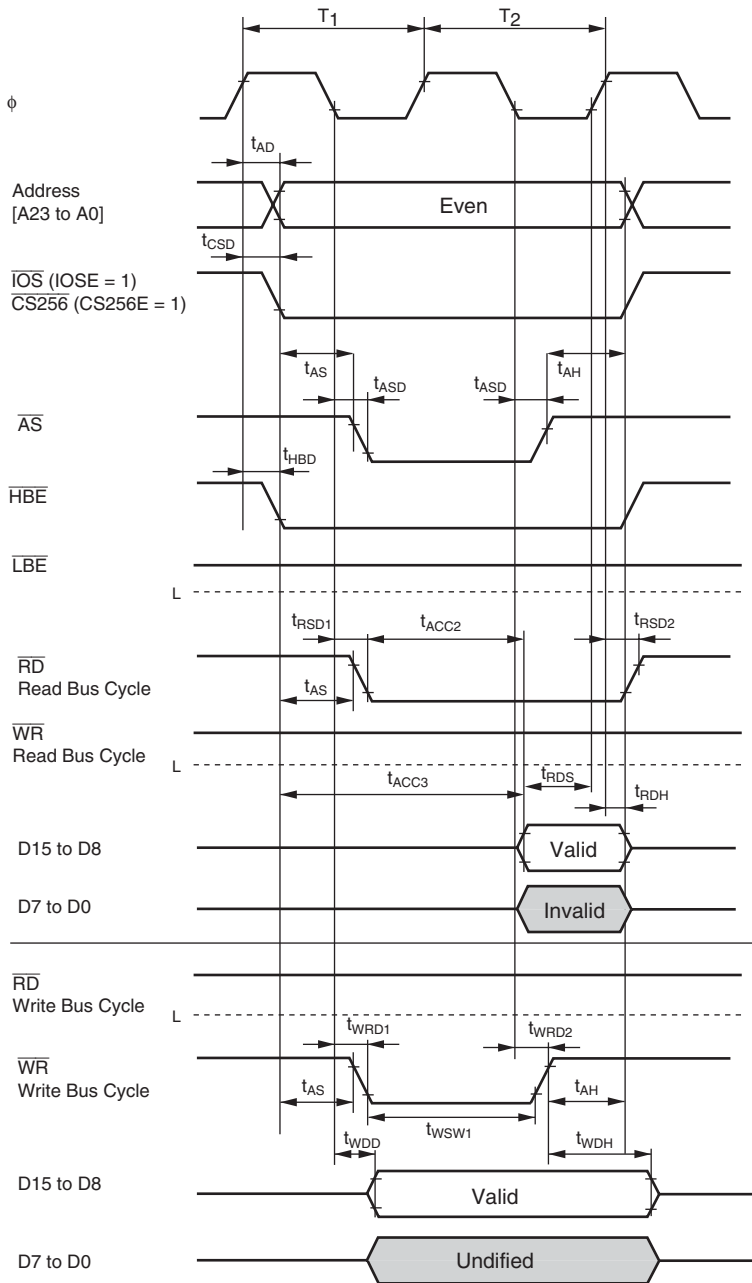 T1 T2
ϕ
tAD
Address
[A23 to A0]
Even
tCSD
IOS (IOSE = 1)
CS256 (CS256E = 1)
tAS tASD tASD tAH
AS
tHBD
HBE
LBE
L
tRSD1 tACC2 tRSD2
RD
Read Bus Cycle
tAS
WR
Read Bus Cycle
L
tACC3 tRDS tRDH
D15 to D8 Valid
D7 to D0 Invalid
RD
Write Bus Cycle
L
tWRD1 tWRD2
WR
Write Bus Cycle
tAS tWSW1 tAH
tWDD tWDH
D15 to D8 Valid
D7 to D0 Undified